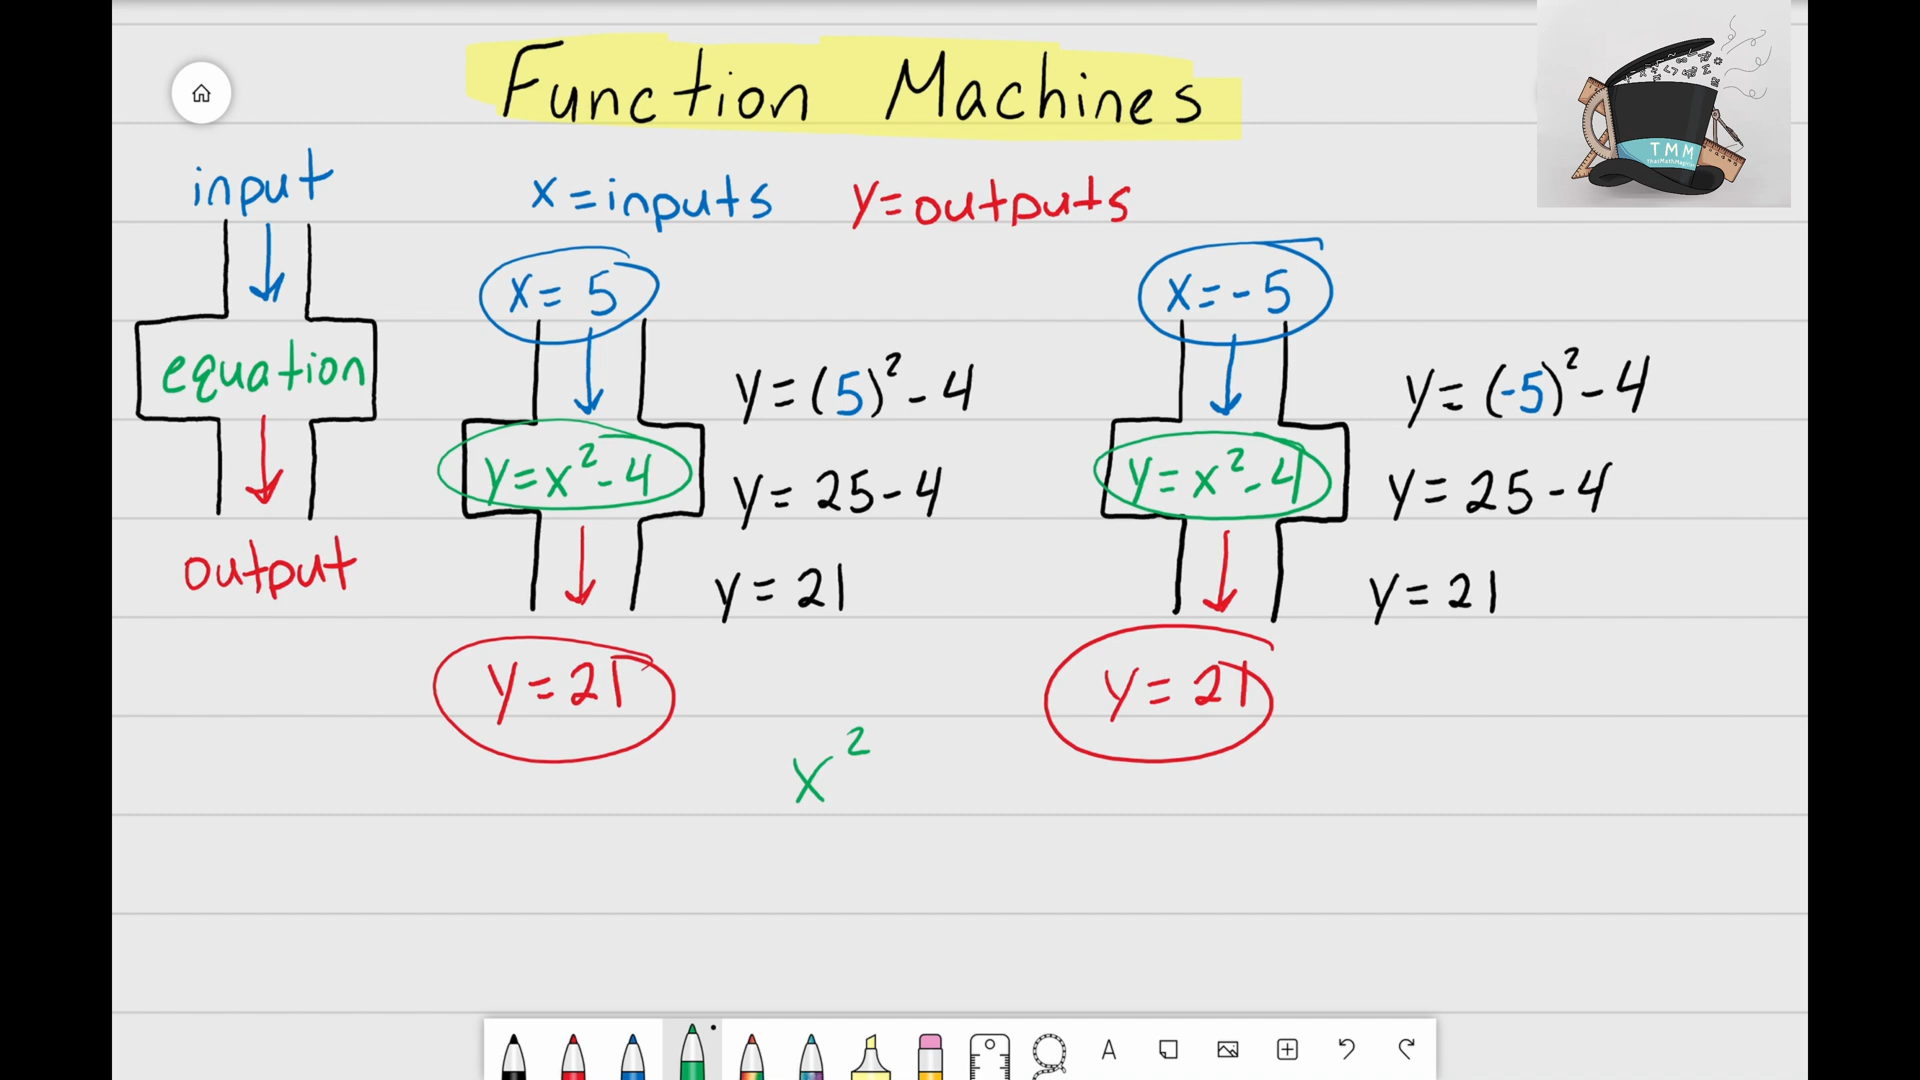 Function Machines
TMM
ThatMathMagician
input
x = inputs
y = outputs
equation
output
x = 5
y = x² - 4
y = 21
y = (5)² - 4
y = 25 - 4
y = 21
x = -5
y = x² - 4
y = 21
y = (-5)² - 4
y = 25 - 4
y = 21
x²
A